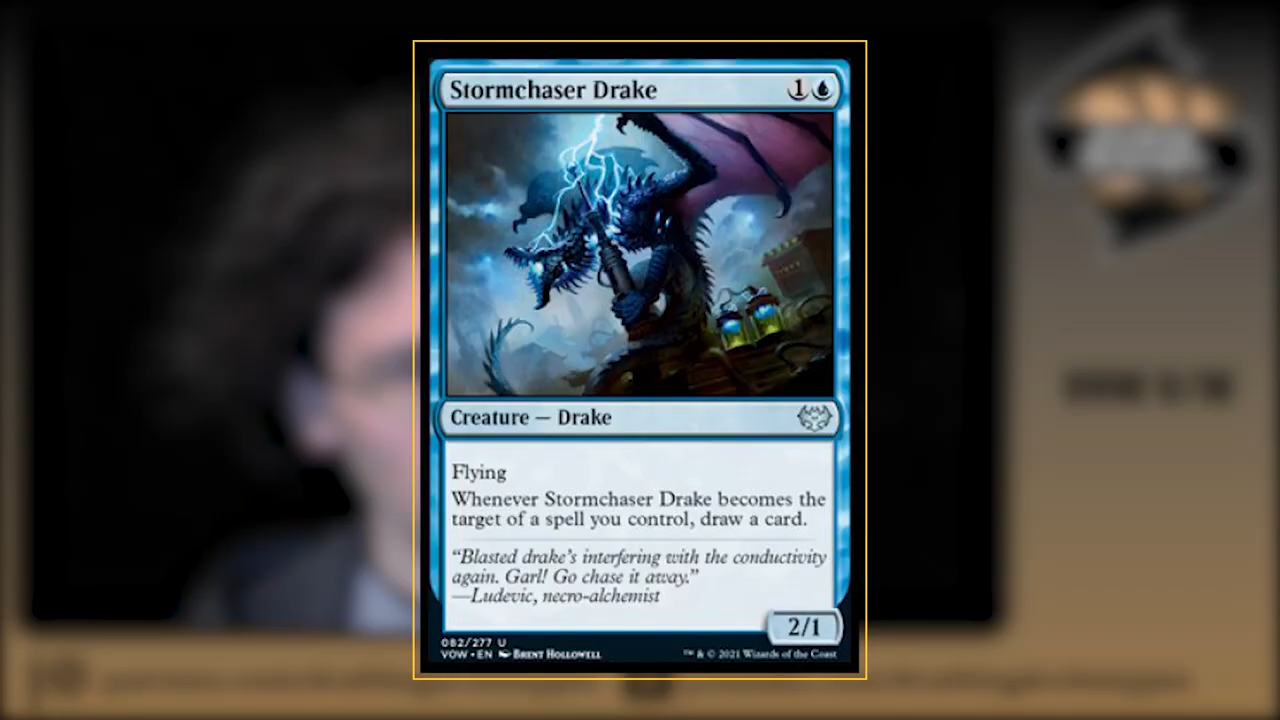 Stormchaser Drake 1
Creature — Drake
Flying
Whenever Stormchaser Drake becomes the
target of a spell you control, draw a card.
“Blasted drake’s interfering with the conductivity
again. Garl! Go chase it away.”
—Ludevic, necro-alchemist
2/1
082/277 U
VOW • EN Brent Hollowell
™ & © 2021 Wizards of the Coast